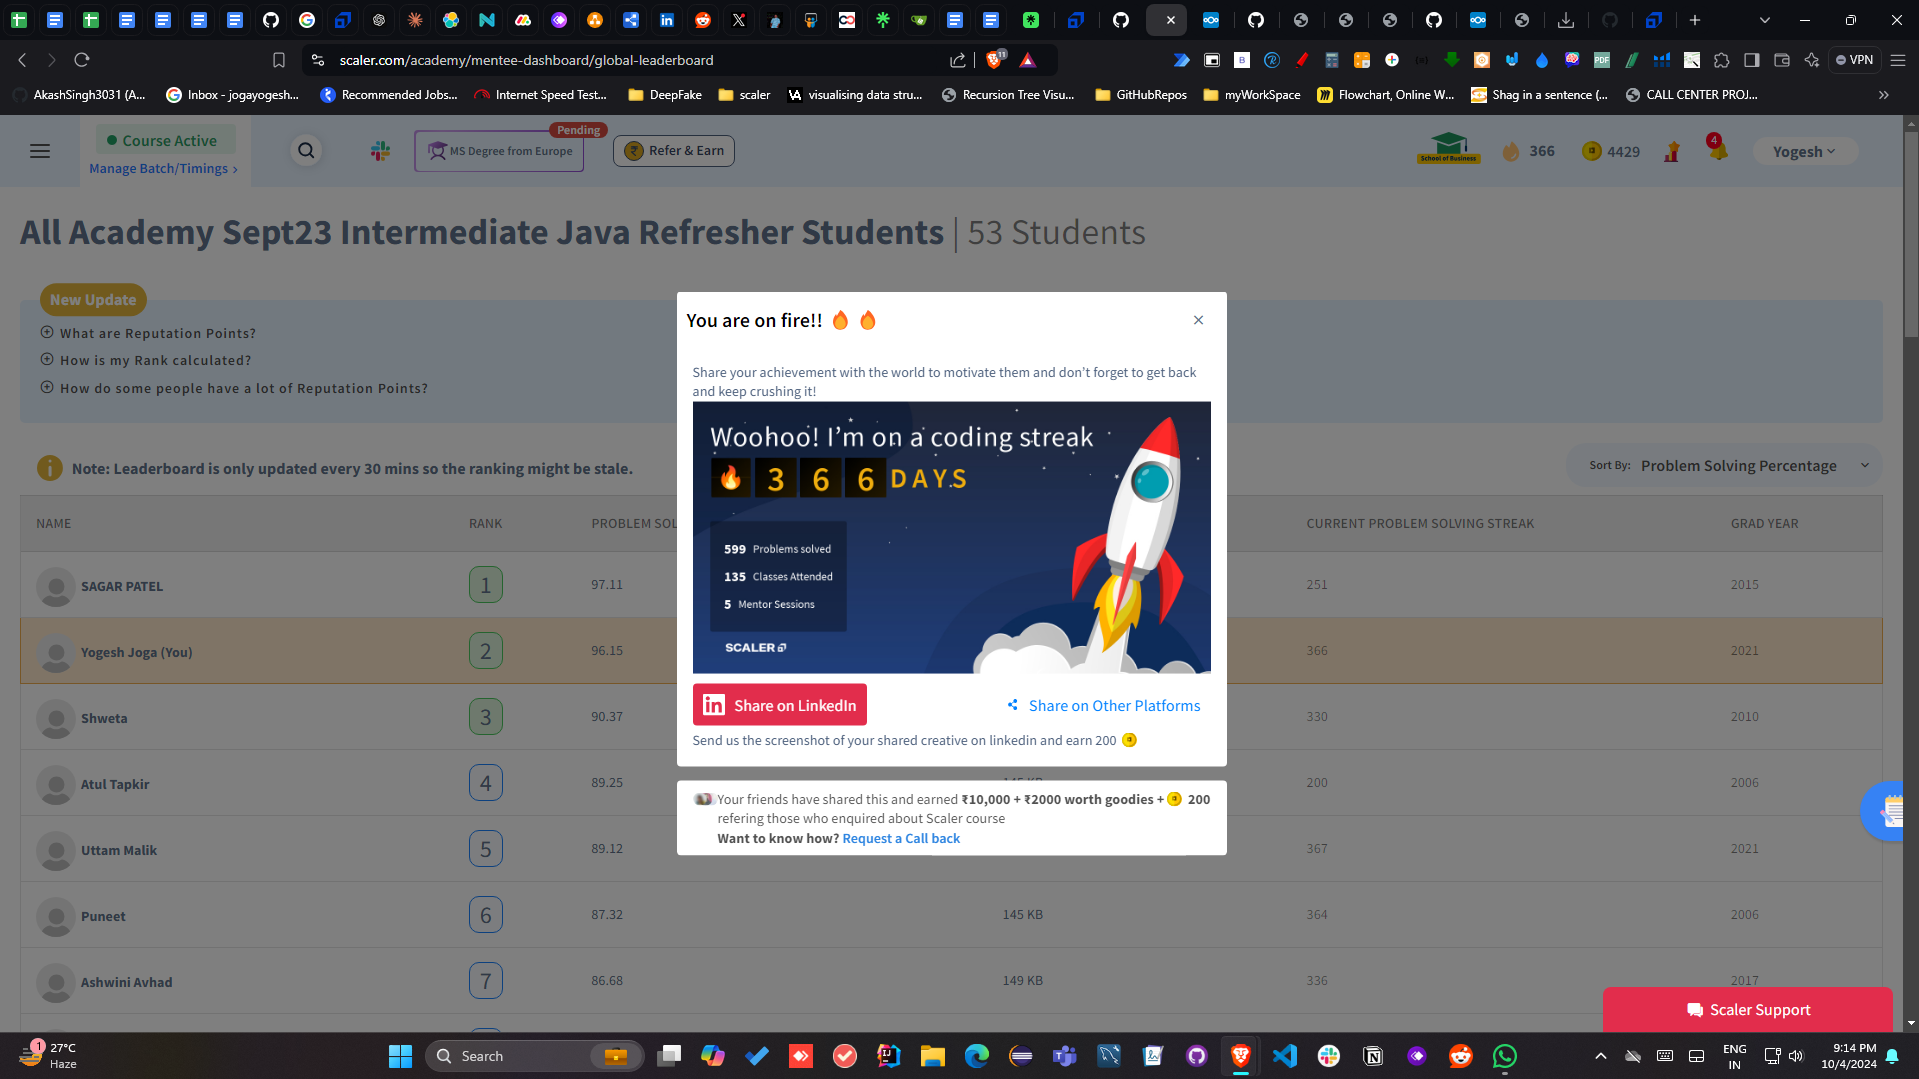 scaler.com/academy/mentee-dashboard/global-leaderboard
11
VPN
AkashSingh3031 (A...
Inbox - jogayogesh...
Recommended Jobs...
Internet Speed Test...
DeepFake
scaler
visualising data stru...
Recursion Tree Visu...
GitHubRepos
myWorkSpace
Flowchart, Online W...
Shag in a sentence (...
CALL CENTER PROJ...
Course Active
Manage Batch/Timings ›
MS Degree from Europe
Pending
Refer & Earn
School of Business
366
4429
4
Yogesh
All Academy Sept23 Intermediate Java Refresher Students | 53 Students
New Update
What are Reputation Points?
How is my Rank calculated?
How do some people have a lot of Reputation Points?
Note: Leaderboard is only updated every 30 mins so the ranking might be stale.
Sort By: Problem Solving Percentage
NAME RANK PROBLEM SOL CURRENT PROBLEM SOLVING STREAK GRAD YEAR
SAGAR PATEL 1 97.11 251 2015
Yogesh Joga (You) 2 96.15 366 2021
Shweta 3 90.37 330 2010
Atul Tapkir 4 89.25 200 2006
Uttam Malik 5 89.12 367 2021
Puneet 6 87.32 145 KB 364 2006
Ashwini Avhad 7 86.68 149 KB 336 2017
You are on fire!! 🔥 🔥
Share your achievement with the world to motivate them and don't forget to get back
and keep crushing it!
Woohoo! I'm on a coding streak
366 DAYS
599 Problems solved
135 Classes Attended
5 Mentor Sessions
SCALER
Share on LinkedIn
Share on Other Platforms
Send us the screenshot of your shared creative on linkedin and earn 200
Your friends have shared this and earned ₹10,000 + ₹2000 worth goodies + 200
refering those who enquired about Scaler course
Want to know how? Request a Call back
Scaler Support
1
27°C
Haze
Search
ENG
IN
9:14 PM
10/4/2024